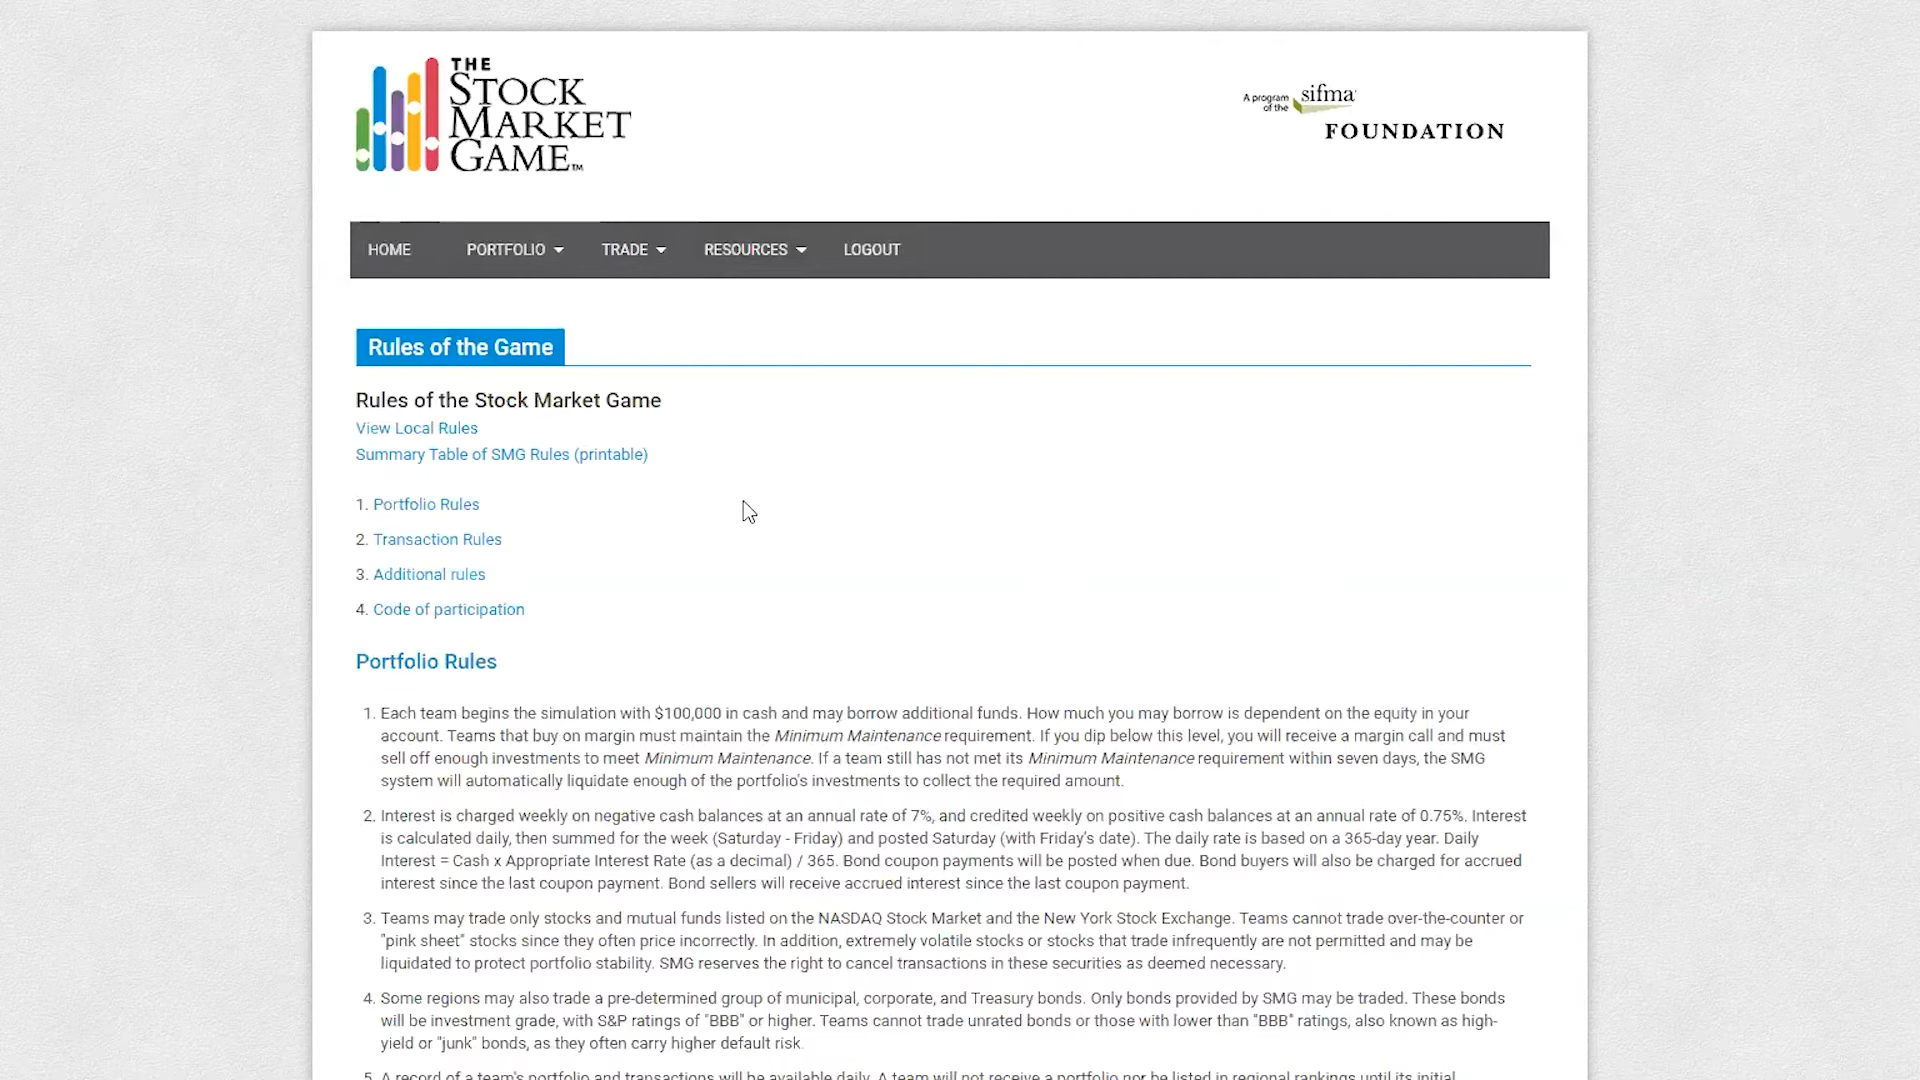 THE
STOCK
MARKET
GAME™
A program
of the
sifma
FOUNDATION
HOME PORTFOLIO TRADE RESOURCES LOGOUT
Rules of the Game
Rules of the Stock Market Game
View Local Rules
Summary Table of SMG Rules (printable)
1. Portfolio Rules
2. Transaction Rules
3. Additional rules
4. Code of participation
Portfolio Rules
1. Each team begins the simulation with $100,000 in cash and may borrow additional funds. How much you may borrow is dependent on the equity in your
account. Teams that buy on margin must maintain the Minimum Maintenance requirement. If you dip below this level, you will receive a margin call and must
sell off enough investments to meet Minimum Maintenance. If a team still has not met its Minimum Maintenance requirement within seven days, the SMG
system will automatically liquidate enough of the portfolio's investments to collect the required amount.
2. Interest is charged weekly on negative cash balances at an annual rate of 7%, and credited weekly on positive cash balances at an annual rate of 0.75%. Interest
is calculated daily, then summed for the week (Saturday - Friday) and posted Saturday (with Friday's date). The daily rate is based on a 365-day year. Daily
Interest = Cash x Appropriate Interest Rate (as a decimal) / 365. Bond coupon payments will be posted when due. Bond buyers will also be charged for accrued
interest since the last coupon payment. Bond sellers will receive accrued interest since the last coupon payment.
3. Teams may trade only stocks and mutual funds listed on the NASDAQ Stock Market and the New York Stock Exchange. Teams cannot trade over-the-counter or
"pink sheet" stocks since they often price incorrectly. In addition, extremely volatile stocks or stocks that trade infrequently are not permitted and may be
liquidated to protect portfolio stability. SMG reserves the right to cancel transactions in these securities as deemed necessary.
4. Some regions may also trade a pre-determined group of municipal, corporate, and Treasury bonds. Only bonds provided by SMG may be traded. These bonds
will be investment grade, with S&P ratings of "BBB" or higher. Teams cannot trade unrated bonds or those with lower than "BBB" ratings, also known as high-
yield or "junk" bonds, as they often carry higher default risk.
5. A record of a team's portfolio and transactions will be available daily. A team will not receive a portfolio nor be listed in regional rankings until its initial